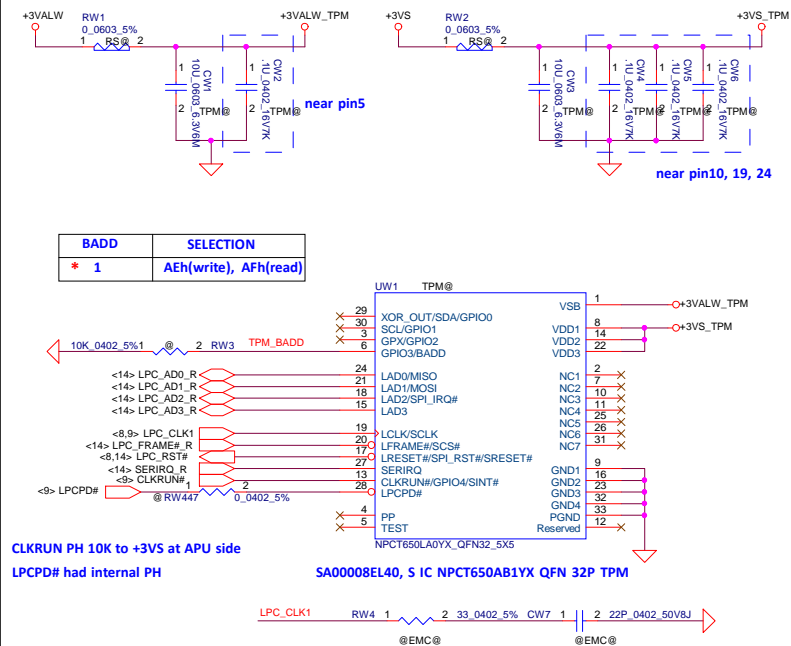 +3VALW
RW1
0_0603_5%
1
2
RS@
+3VALW_TPM
1
2
CW1
10U_0603_6.3V6M
TPM@
1
2
CW2
.1U_0402_16V7K
TPM@
near pin5
+3VS
RW2
0_0603_5%
1
2
RS@
+3VS_TPM
1
2
CW3
10U_0603_6.3V6M
TPM@
1
2
CW4
.1U_0402_16V7K
TPM@
1
2
CW5
.1U_0402_16V7K
TPM@
1
2
CW6
.1U_0402_16V7K
TPM@
near pin10, 19, 24
BADD SELECTION
* 1 AEh(write), AFh(read)
UW1 TPM@
29 XOR_OUT/SDA/GPIO0
30 SCL/GPIO1
3 GPX/GPIO2
10K_0402_5% 1 @ 2 RW3 TPM_BADD 6 GPIO3/BADD
<14> LPC_AD0_R 24 LAD0/MISO
<14> LPC_AD1_R 21 LAD1/MOSI
<14> LPC_AD2_R 18 LAD2/SPI_IRQ#
<14> LPC_AD3_R 15 LAD3
<8,9> LPC_CLK1 19 LCLK/SCLK
<14> LPC_FRAME#_R 20 LFRAME#/SCS#
<8,14> LPC_RST# 17 LRESET#/SPI_RST#/SRESET#
<14> SERIRQ_R 27 SERIRQ
<9> CLKRUN# 13 CLKRUN#/GPIO4/SINT#
<9> LPCPD# 1 2 28 LPCPD#
@ RW447 0_0402_5%
4 PP
5 TEST
VSB 1 +3VALW_TPM
VDD1 8 +3VS_TPM
VDD2 14
VDD3 22
NC1 2
NC2 7
NC3 10
NC4 11
NC5 25
NC6 26
NC7 31
GND1 9
GND2 16
GND3 23
GND4 32
PGND 33
Reserved 12
NPCT650LA0YX_QFN32_5X5
CLKRUN PH 10K to +3VS at APU side
LPCPD# had internal PH
SA00008EL40, S IC NPCT650AB1YX QFN 32P TPM
LPC_CLK1 RW4 1 2 33_0402_5% CW7 1 2 22P_0402_50V8J
@EMC@ @EMC@